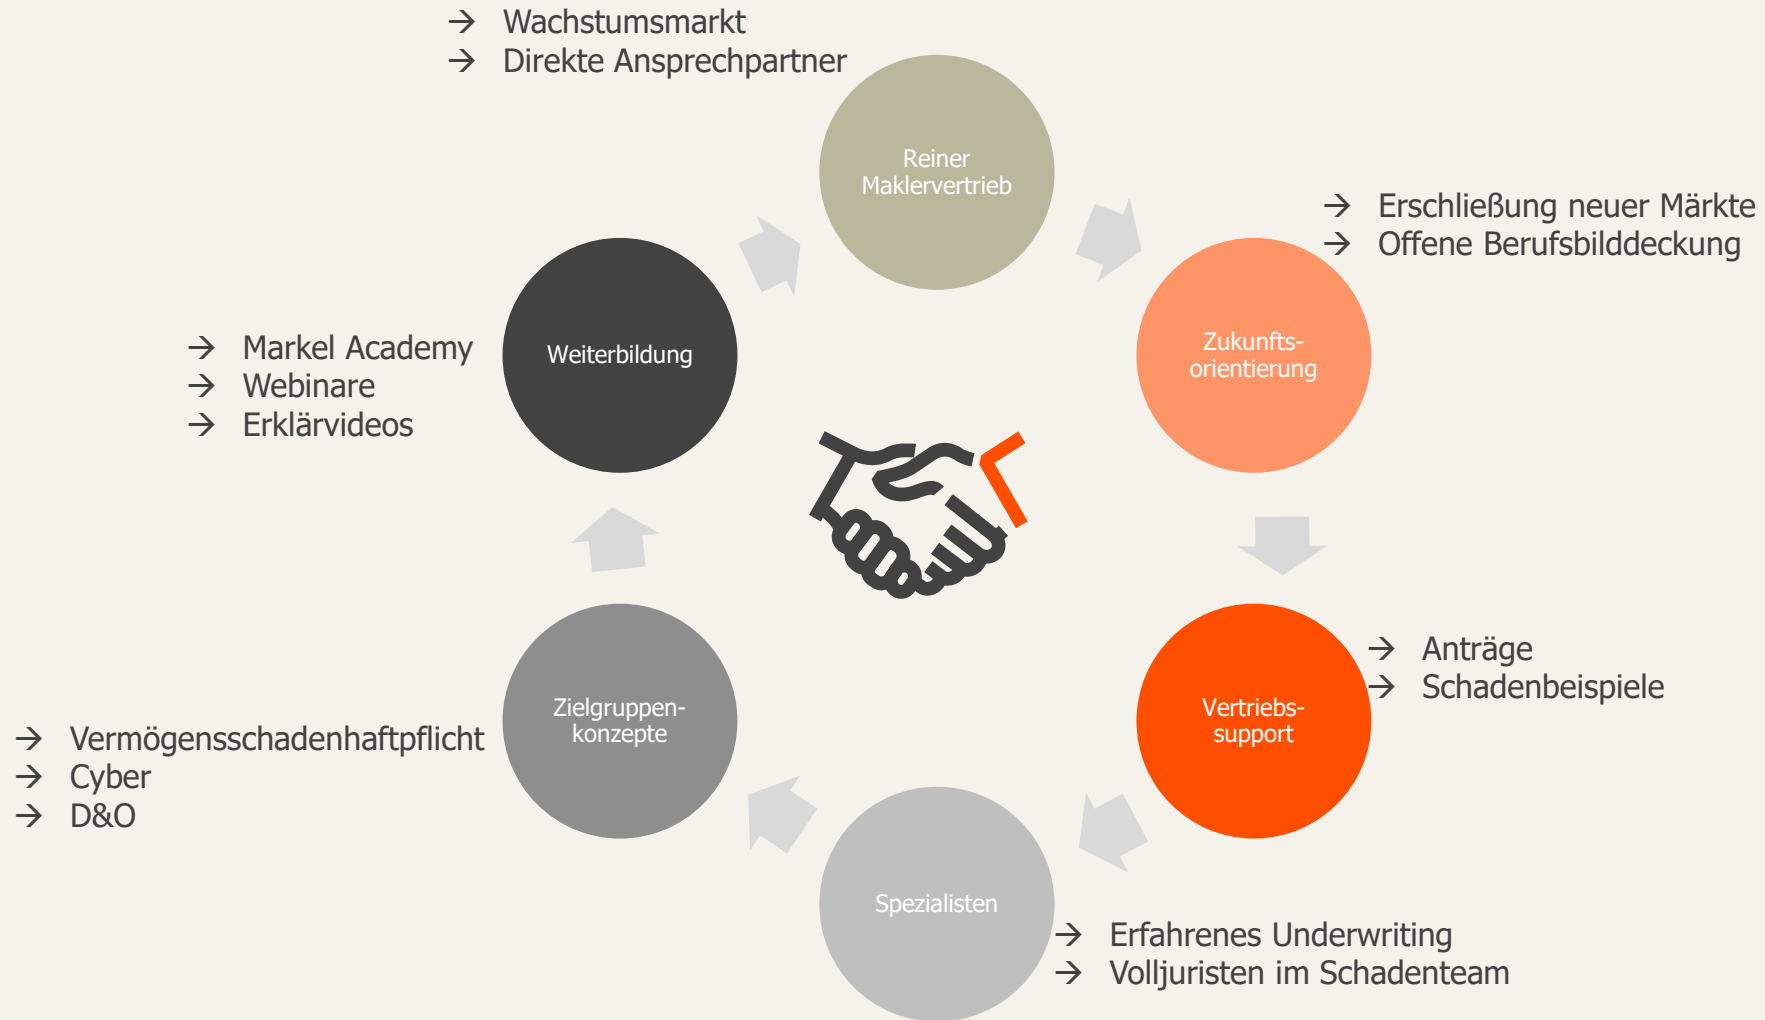 → Wachstumsmarkt
→ Direkte Ansprechpartner
Reiner
Maklervertrieb
→ Erschließung neuer Märkte
→ Offene Berufsbilddeckung
Zukunfts-
orientierung
→ Anträge
→ Schadenbeispiele
Vertriebs-
support
Spezialisten
→ Erfahrenes Underwriting
→ Volljuristen im Schadenteam
Zielgruppen-
konzepte
→ Vermögensschadenhaftpflicht
→ Cyber
→ D&O
Weiterbildung
→ Markel Academy
→ Webinare
→ Erklärvideos